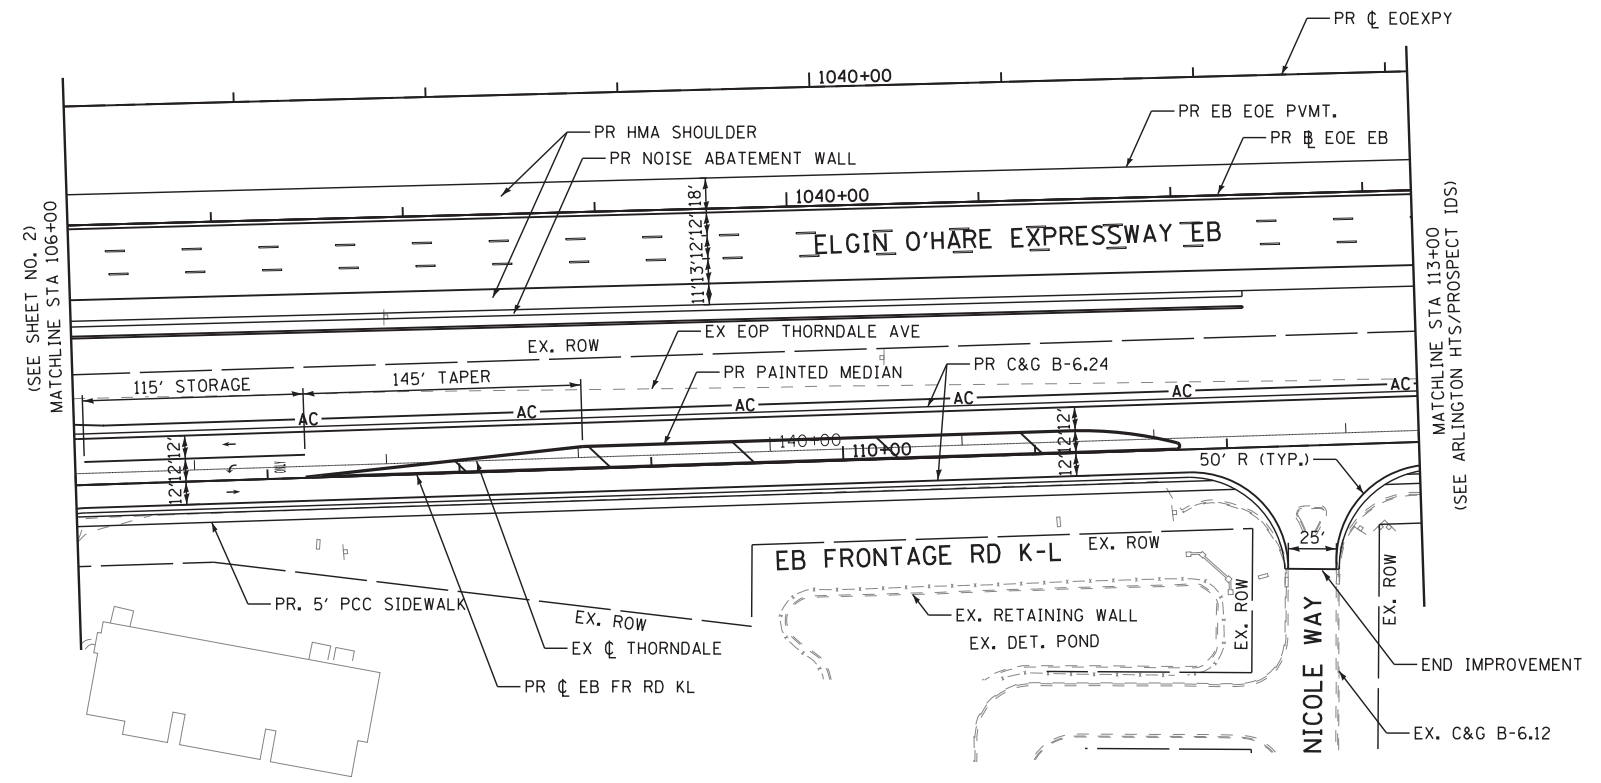 PR ℄ EOEXPY
1040+00
PR EB EOE PVMT.
PR HMA SHOULDER
PR BL EOE EB
PR NOISE ABATEMENT WALL
18'
1040+00
12'
12'
13'
11'
ELGIN O'HARE EXPRESSWAY EB
(SEE SHEET NO. 2)
MATCHLINE STA 106+00
MATCHLINE STA 113+00
(SEE ARLINGTON HTS/PROSPECT IDS)
EX EOP THORNDALE AVE
EX. ROW
PR C&G B-6.24
115' STORAGE
145' TAPER
PR PAINTED MEDIAN
AC
AC
AC
AC
AC
AC
12'
12'
12'
12'
12'
12'
140+00
110+00
50' R (TYP.)
25'
EB FRONTAGE RD K-L
EX. ROW
EX. ROW
EX. ROW
PR. 5' PCC SIDEWALK
EX. ROW
EX. RETAINING WALL
EX. DET. POND
EX ℄ THORNDALE
PR ℄ EB FR RD KL
NICOLE WAY
END IMPROVEMENT
EX. C&G B-6.12